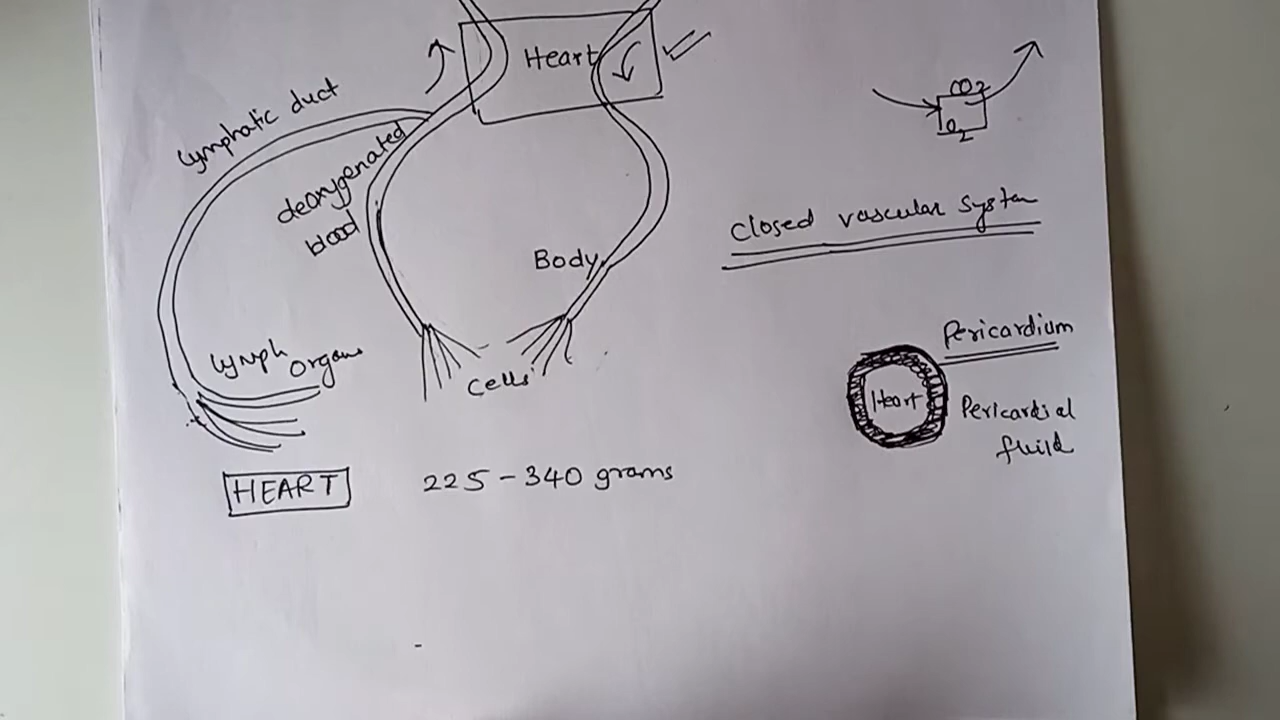 Heart
CO2
O2
Lymphatic duct
deoxygenated
blood
closed vascular system
Body
Pericardium
Lymph
organs
Heart
Pericardial
fluid
cells
HEART
225-340 grams